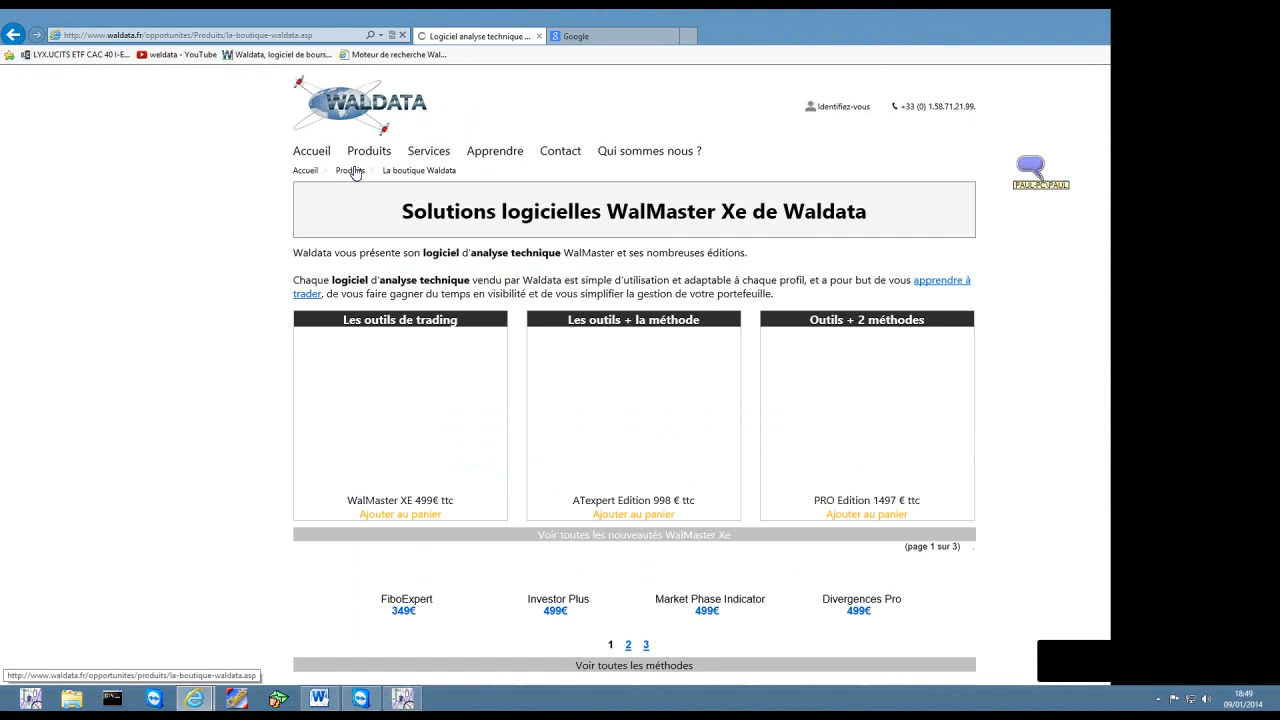 http://www.waldata.fr/opportunites/Produits/la-boutique-waldata.asp
Logiciel analyse technique ...
Google
LYX.UCITS ETF CAC 40 I-E...
weldata - YouTube
Waldata, logiciel de bours...
Moteur de recherche Wal...
WALDATA
Identifiez-vous
+33 (0) 1.58.71.21.99.
Accueil Produits Services Apprendre Contact Qui sommes nous ?
Accueil Produits La boutique Waldata
PAUL-PC\PAUL
Solutions logicielles WalMaster Xe de Waldata
Waldata vous présente son logiciel d'analyse technique WalMaster et ses nombreuses éditions.
Chaque logiciel d'analyse technique vendu par Waldata est simple d'utilisation et adaptable à chaque profil, et a pour but de vous apprendre à
trader, de vous faire gagner du temps en visibilité et de vous simplifier la gestion de votre portefeuille.
Les outils de trading
Les outils + la méthode
Outils + 2 méthodes
WalMaster XE 499€ ttc
Ajouter au panier
ATexpert Edition 998 € ttc
Ajouter au panier
PRO Edition 1497 € ttc
Ajouter au panier
Voir toutes les nouveautés WalMaster Xe
(page 1 sur 3) .
FiboExpert
349€
Investor Plus
499€
Market Phase Indicator
499€
Divergences Pro
499€
1 2 3
Voir toutes les méthodes
http://www.waldata.fr/opportunites/produits/la-boutique-waldata.asp
18:49
09/01/2014